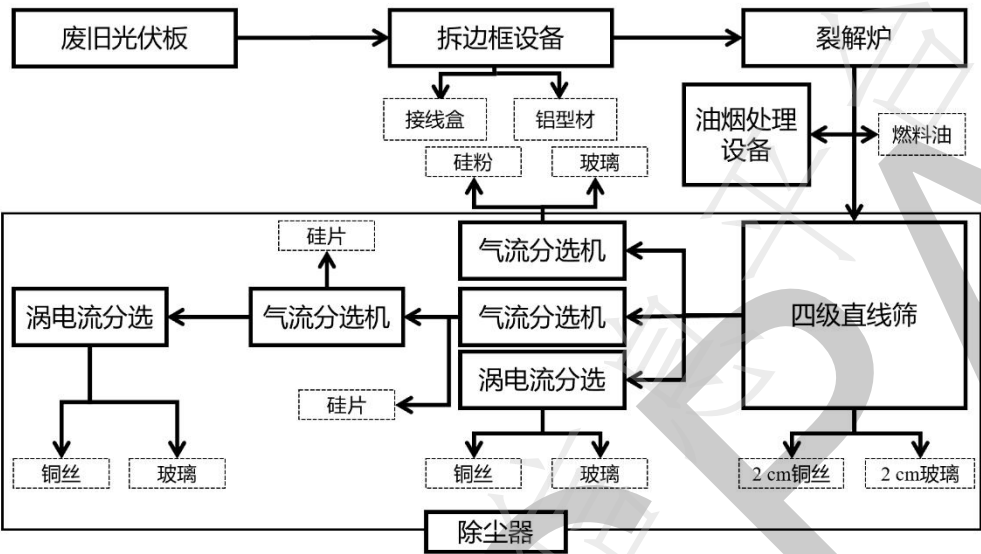 废旧光伏板
拆边框设备
裂解炉
接线盒
铝型材
油烟处理
设备
燃料油
硅粉
玻璃
硅片
气流分选机
涡电流分选
气流分选机
气流分选机
四级直线筛
涡电流分选
硅片
铜丝
玻璃
铜丝
玻璃
2 cm铜丝
2 cm玻璃
除尘器